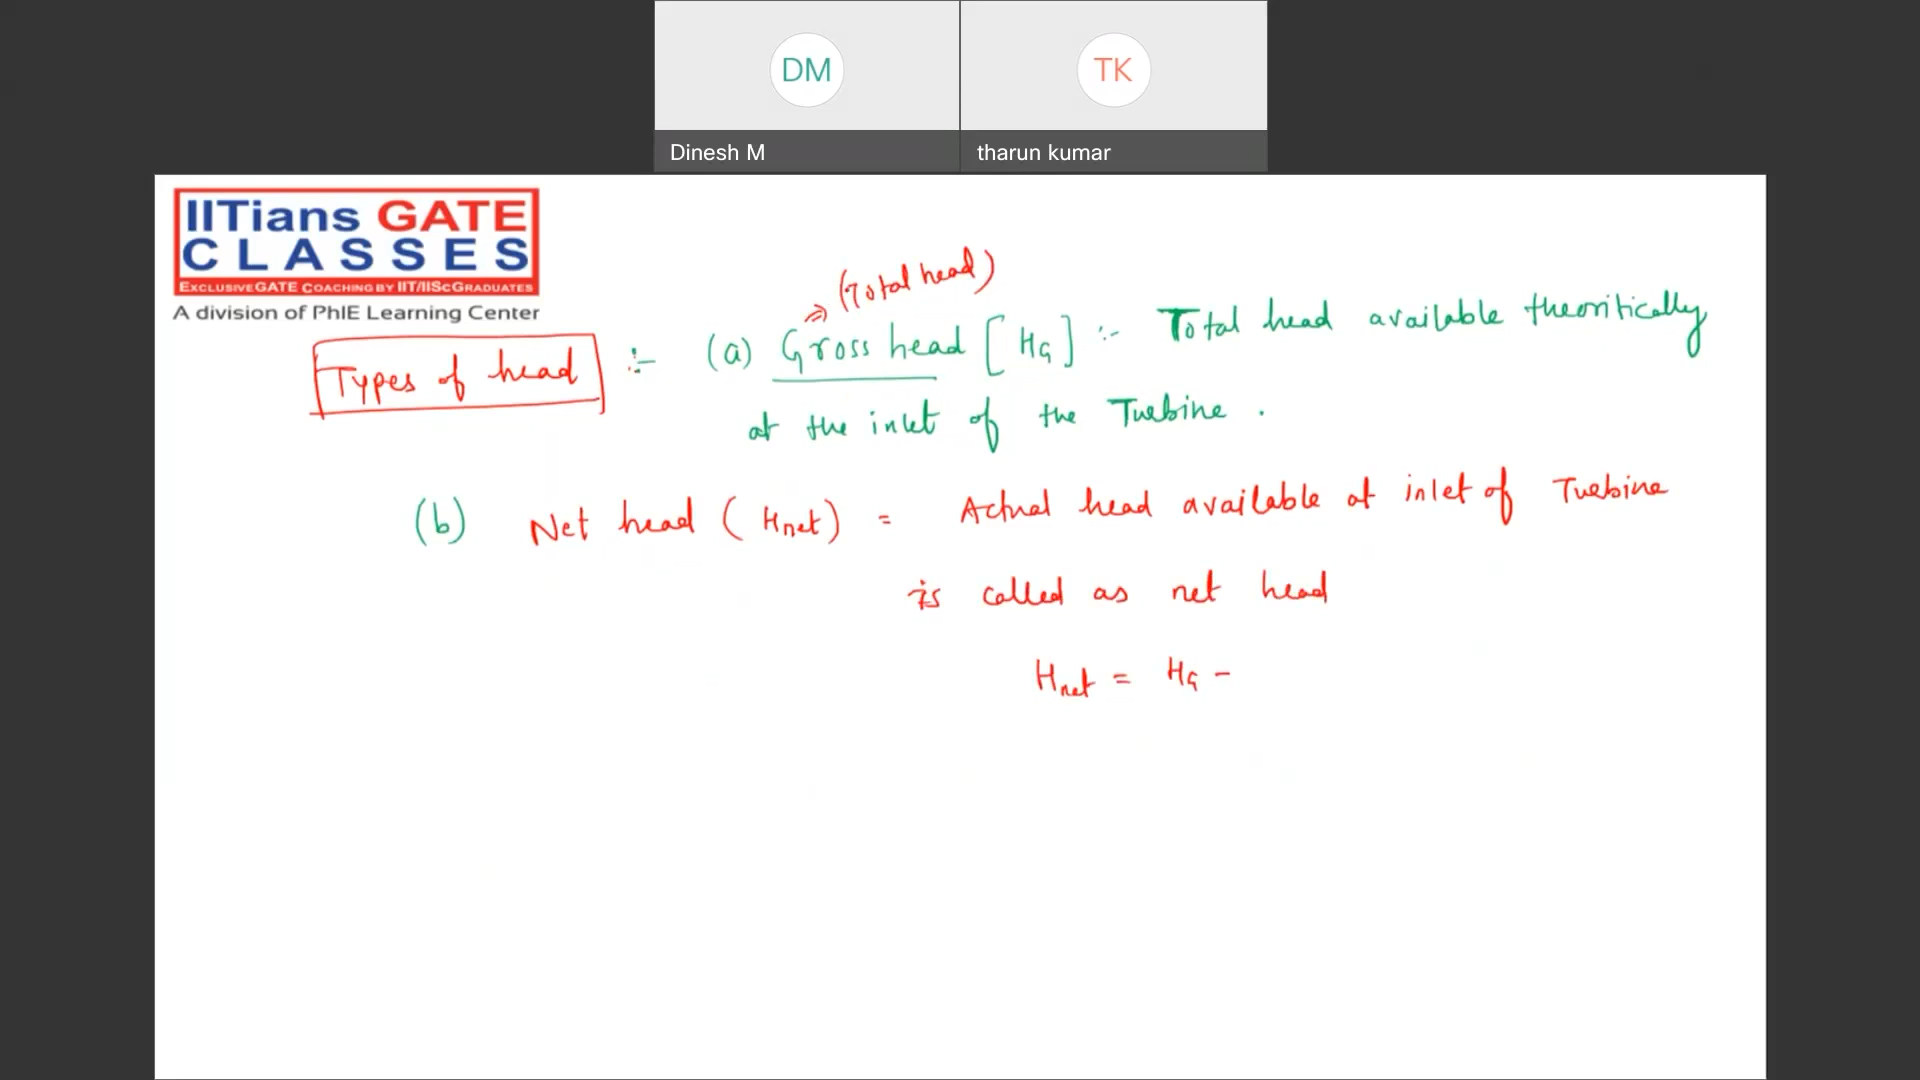 DM
TK
Dinesh M
tharun kumar
IITians GATE
CLASSES
EXCLUSIVE GATE COACHING BY IIT/IISc GRADUATES
A division of PhIE Learning Center
⇒ (Total head)
Types of head :- (a) Gross head [HG] :- Total head available theoritically
at the inlet of the Turbine .
(b) Net head (Hnet) = Actual head available at inlet of Turbine
is called as net head
Hnet = HG -